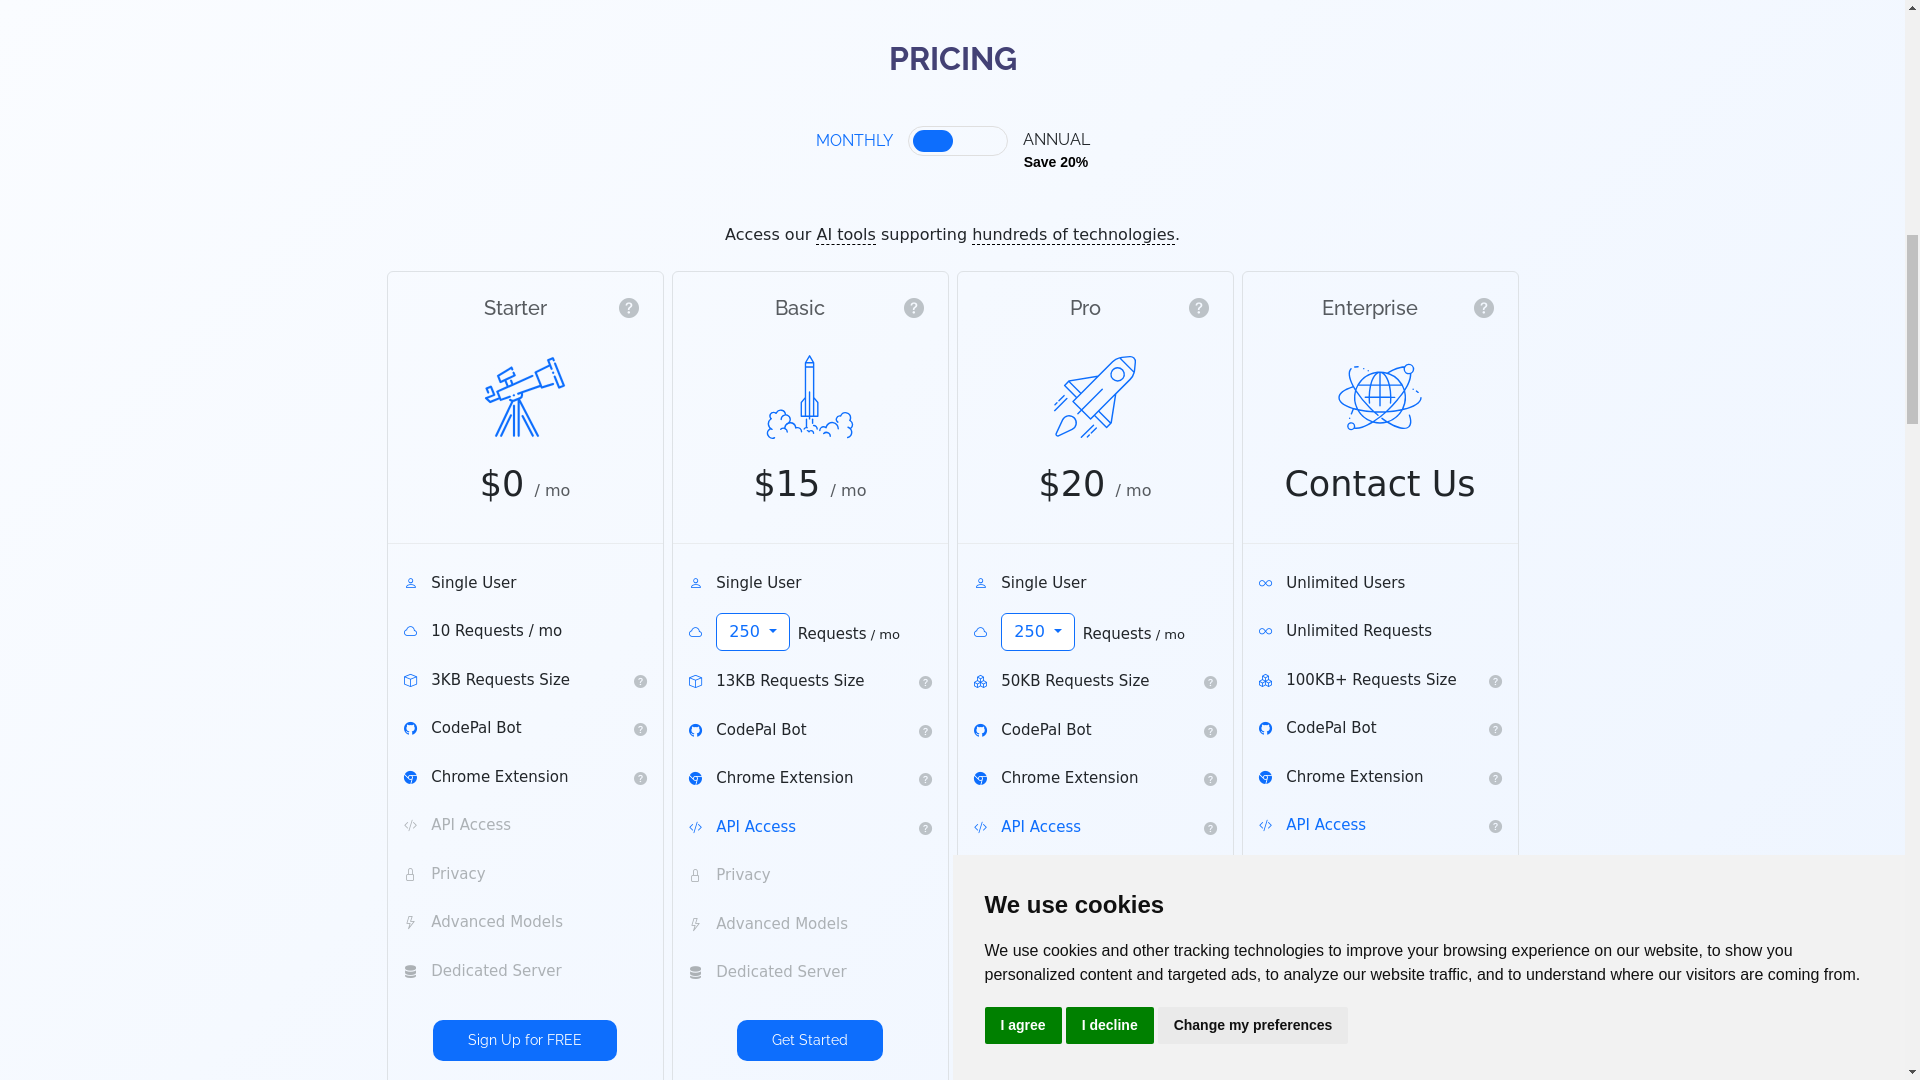 PRICING
MONTHLY
ANNUAL
Save 20%
Access our AI tools supporting hundreds of technologies.
Starter ?
$0 / mo
Single User
10 Requests / mo
3KB Requests Size ?
CodePal Bot ?
Chrome Extension ?
API Access
Privacy
Advanced Models
Dedicated Server
Sign Up for FREE
Basic ?
$15 / mo
Single User
250 Requests / mo
13KB Requests Size ?
CodePal Bot ?
Chrome Extension ?
API Access ?
Privacy
Advanced Models
Dedicated Server
Get Started
Pro ?
$20 / mo
Single User
250 Requests / mo
50KB Requests Size ?
CodePal Bot ?
Chrome Extension ?
API Access ?
Enterprise ?
Contact Us
Unlimited Users
Unlimited Requests
100KB+ Requests Size ?
CodePal Bot ?
Chrome Extension ?
API Access ?
We use cookies
We use cookies and other tracking technologies to improve your browsing experience on our website, to show you
personalized content and targeted ads, to analyze our website traffic, and to understand where our visitors are coming from.
I agree
I decline
Change my preferences